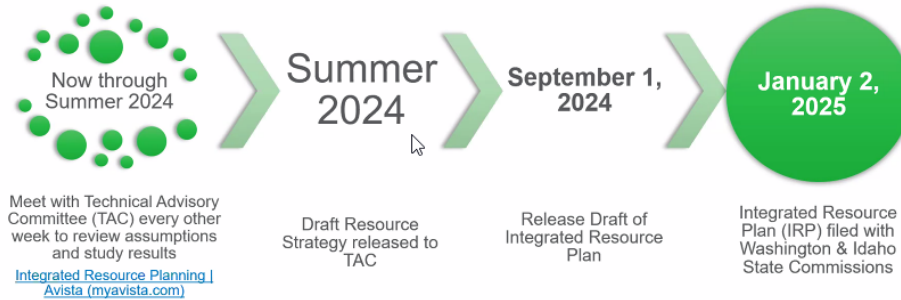 Now through
Summer 2024
Summer
2024
September 1,
2024
January 2,
2025
Meet with Technical Advisory
Committee (TAC) every other
week to review assumptions
and study results
Integrated Resource Planning |
Avista (myavista.com)
Draft Resource
Strategy released to
TAC
Release Draft of
Integrated Resource
Plan
Integrated Resource
Plan (IRP) filed with
Washington & Idaho
State Commissions